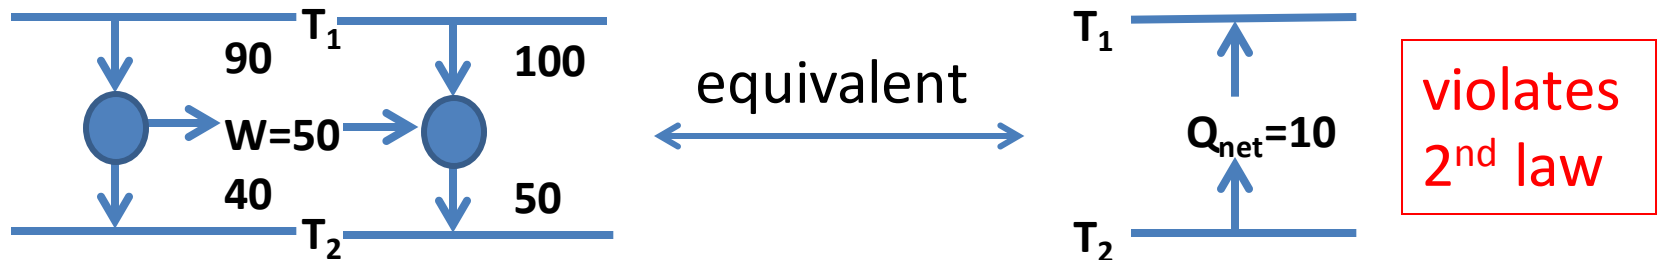 T1
90
100
W=50
40
50
T2
equivalent
T1
Qnet=10
T2
violates
2nd law